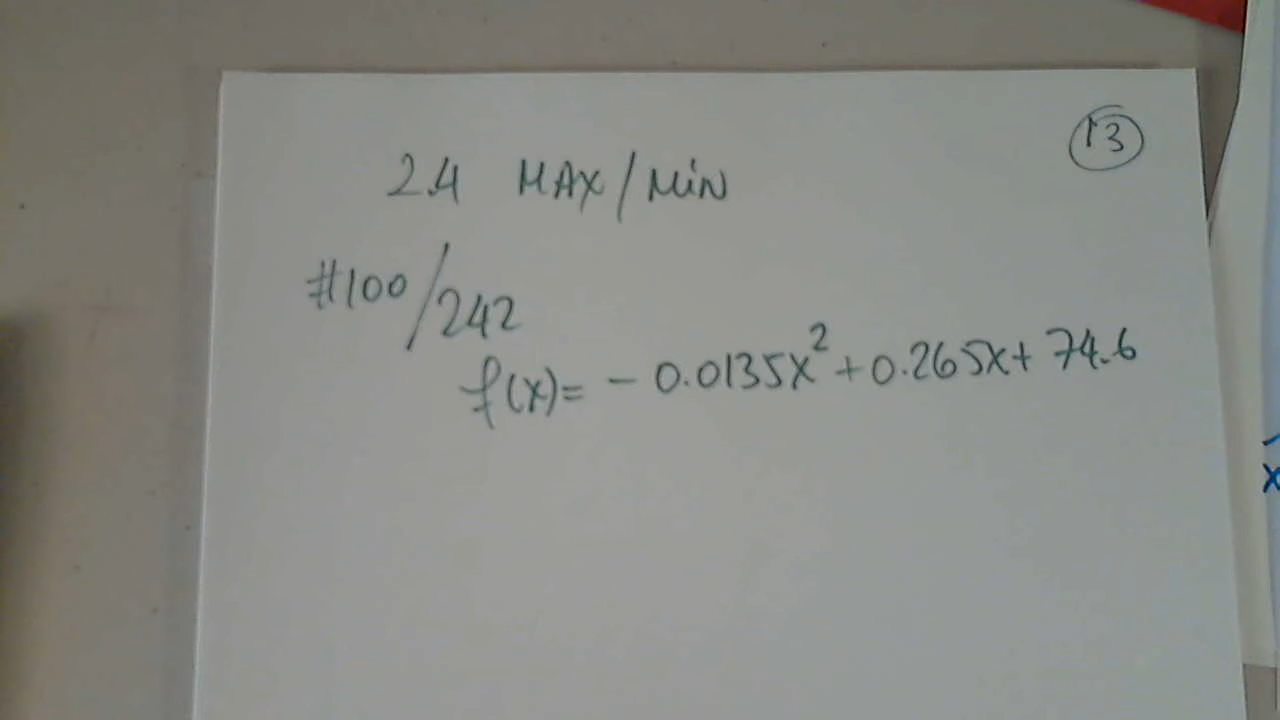 13
2.4 MAX/MiN
#100/242
f(x) = - 0.0135x² + 0.265x + 74.6
x